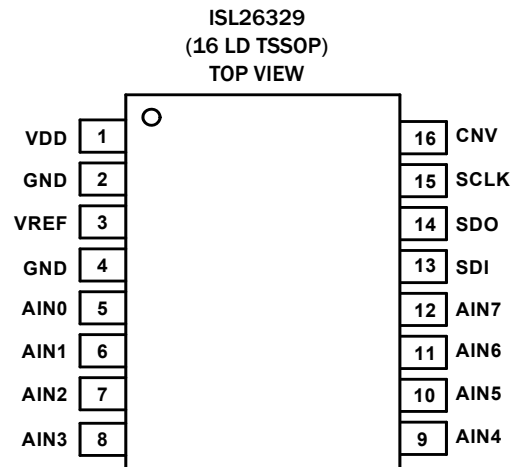 ISL26329
(16 LD TSSOP)
TOP VIEW
VDD 1 16 CNV
GND 2 15 SCLK
VREF 3 14 SDO
GND 4 13 SDI
AIN0 5 12 AIN7
AIN1 6 11 AIN6
AIN2 7 10 AIN5
AIN3 8 9 AIN4